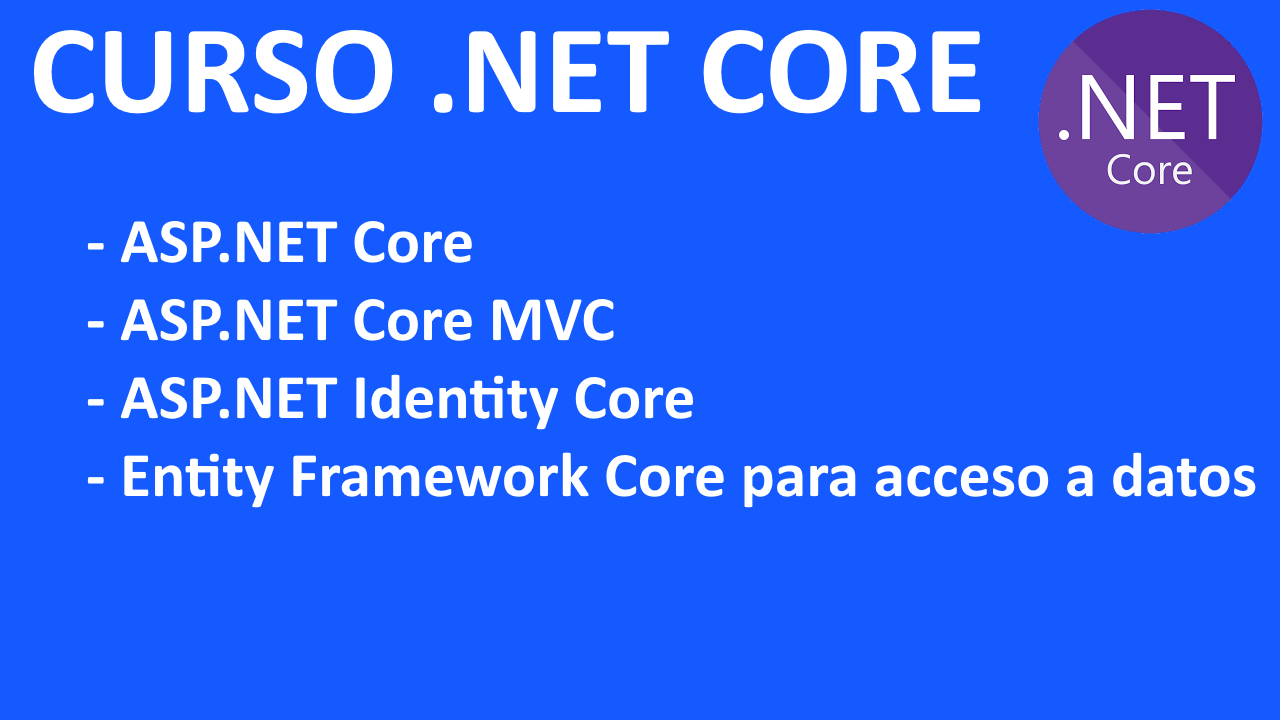 CURSO .NET CORE
.NET
Core
- ASP.NET Core
- ASP.NET Core MVC
- ASP.NET Identity Core
- Entity Framework Core para acceso a datos